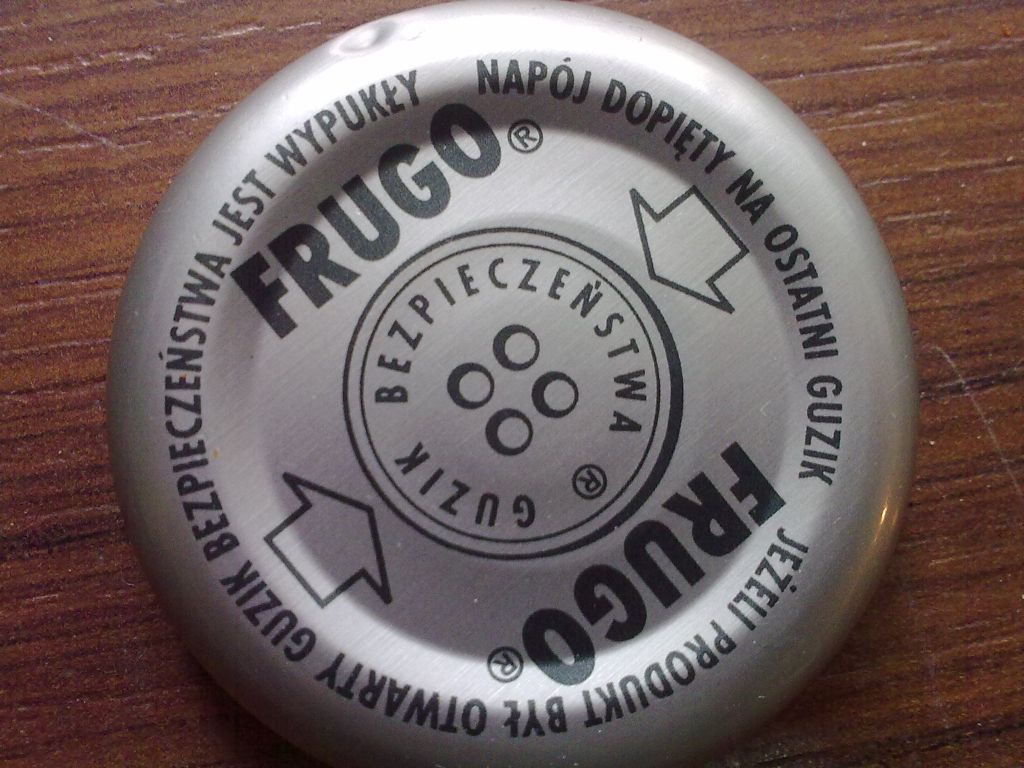 NAPÓJ DOPIĘTY NA OSTATNI GUZIK
JEŻELI PRODUKT BYŁ OTWARTY GUZIK BEZPIECZEŃSTWA JEST WYPUKŁY
FRUGO®
GUZIK BEZPIECZEŃSTWA ®
FRUGO®